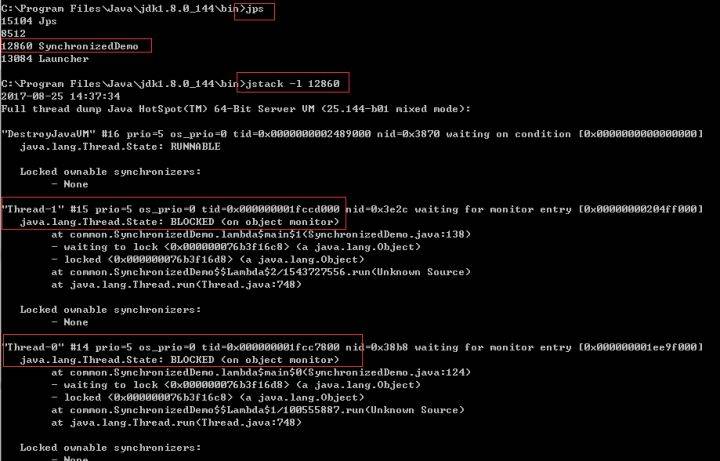 C:\Program Files\Java\jdk1.8.0_144\bin>jps
15104 Jps
8512
12860 SynchronizedDemo
13084 Launcher
C:\Program Files\Java\jdk1.8.0_144\bin>jstack -l 12860
2017-08-25 14:37:34
Full thread dump Java HotSpot(TM) 64-Bit Server VM (25.144-b01 mixed mode):
"DestroyJavaVM" #16 prio=5 os_prio=0 tid=0x0000000002489000 nid=0x3870 waiting on condition [0x0000000000000000]
java.lang.Thread.State: RUNNABLE
Locked ownable synchronizers:
- None
"Thread-1" #15 prio=5 os_prio=0 tid=0x000000001fccd000 nid=0x3e2c waiting for monitor entry [0x00000000204ff000]
java.lang.Thread.State: BLOCKED (on object monitor)
at common.SynchronizedDemo.lambda$main$1(SynchronizedDemo.java:138)
- waiting to lock <0x000000076b3f16c8> (a java.lang.Object)
- locked <0x000000076b3f16d8> (a java.lang.Object)
at common.SynchronizedDemo$$Lambda$2/1543727556.run(Unknown Source)
at java.lang.Thread.run(Thread.java:748)
Locked ownable synchronizers:
- None
"Thread-0" #14 prio=5 os_prio=0 tid=0x000000001fcc7800 nid=0x38b8 waiting for monitor entry [0x000000001ee9f000]
java.lang.Thread.State: BLOCKED (on object monitor)
at common.SynchronizedDemo.lambda$main$0(SynchronizedDemo.java:124)
- waiting to lock <0x000000076b3f16d8> (a java.lang.Object)
- locked <0x000000076b3f16c8> (a java.lang.Object)
at common.SynchronizedDemo$$Lambda$1/100555887.run(Unknown Source)
at java.lang.Thread.run(Thread.java:748)
Locked ownable synchronizers:
- None